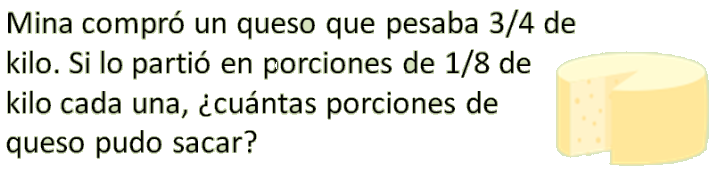 Mina compró un queso que pesaba 3/4 de
kilo. Si lo partió en porciones de 1/8 de
kilo cada una, ¿cuántas porciones de
queso pudo sacar?